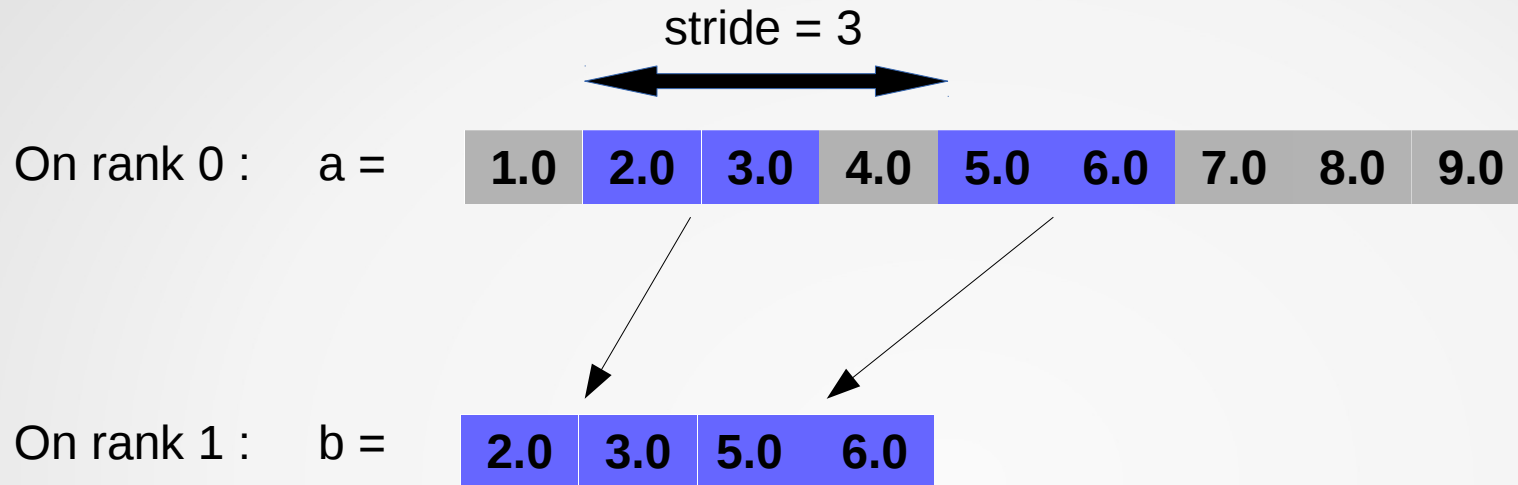 stride = 3
On rank 0 : a = 1.0 2.0 3.0 4.0 5.0 6.0 7.0 8.0 9.0
On rank 1 : b = 2.0 3.0 5.0 6.0